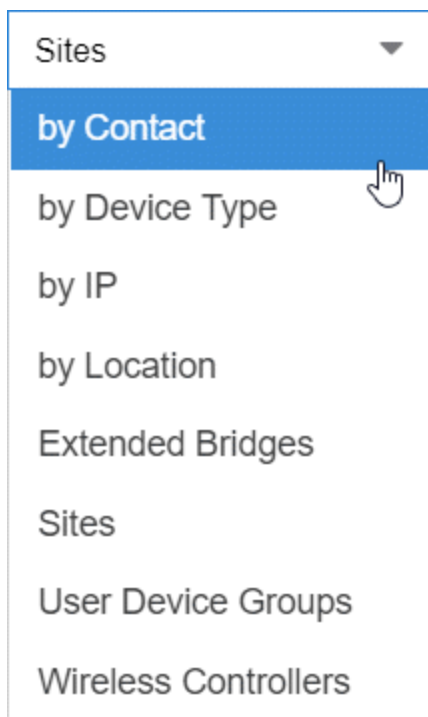 Sites
by Contact
by Device Type
by IP
by Location
Extended Bridges
Sites
User Device Groups
Wireless Controllers